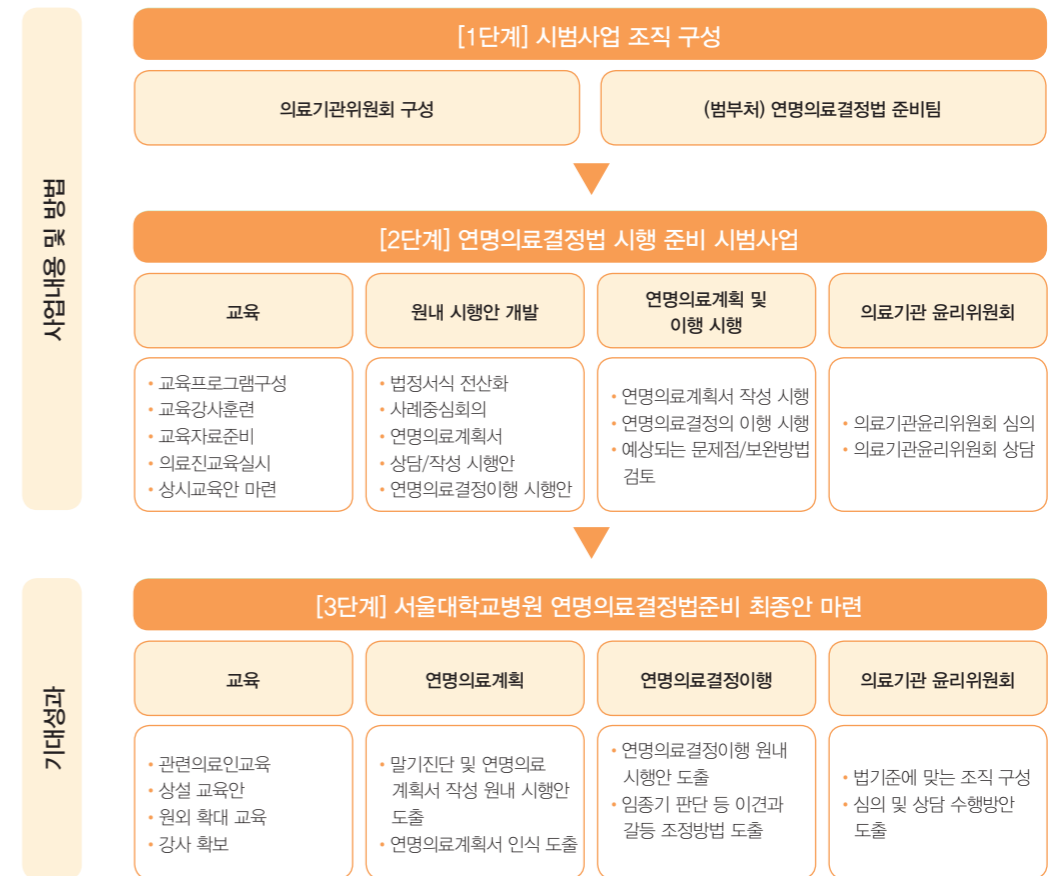 사업내용 및 방법
[1단계] 시범사업 조직 구성
의료기관위원회 구성
(범부처) 연명의료결정법 준비팀
[2단계] 연명의료결정법 시행 준비 시범사업
교육
• 교육프로그램구성
• 교육강사훈련
• 교육자료준비
• 의료진교육실시
• 상시교육안 마련
원내 시행안 개발
• 법정서식 전산화
• 사례중심회의
• 연명의료계획서
• 상담/작성 시행안
• 연명의료결정이행 시행안
연명의료계획 및
이행 시행
• 연명의료계획서 작성 시행
• 연명의료결정의 이행 시행
• 예상되는 문제점/보완방법
검토
의료기관 윤리위원회
• 의료기관윤리위원회 심의
• 의료기관윤리위원회 상담
기대성과
[3단계] 서울대학교병원 연명의료결정법준비 최종안 마련
교육
• 관련의료인교육
• 상설 교육안
• 원외 확대 교육
• 강사 확보
연명의료계획
• 말기진단 및 연명의료
계획서 작성 원내 시행안
도출
• 연명의료계획서 인식 도출
연명의료결정이행
• 연명의료결정이행 원내
시행안 도출
• 임종기 판단 등 이견과
갈등 조정방법 도출
의료기관 윤리위원회
• 법기준에 맞는 조직 구성
• 심의 및 상담 수행방안
도출